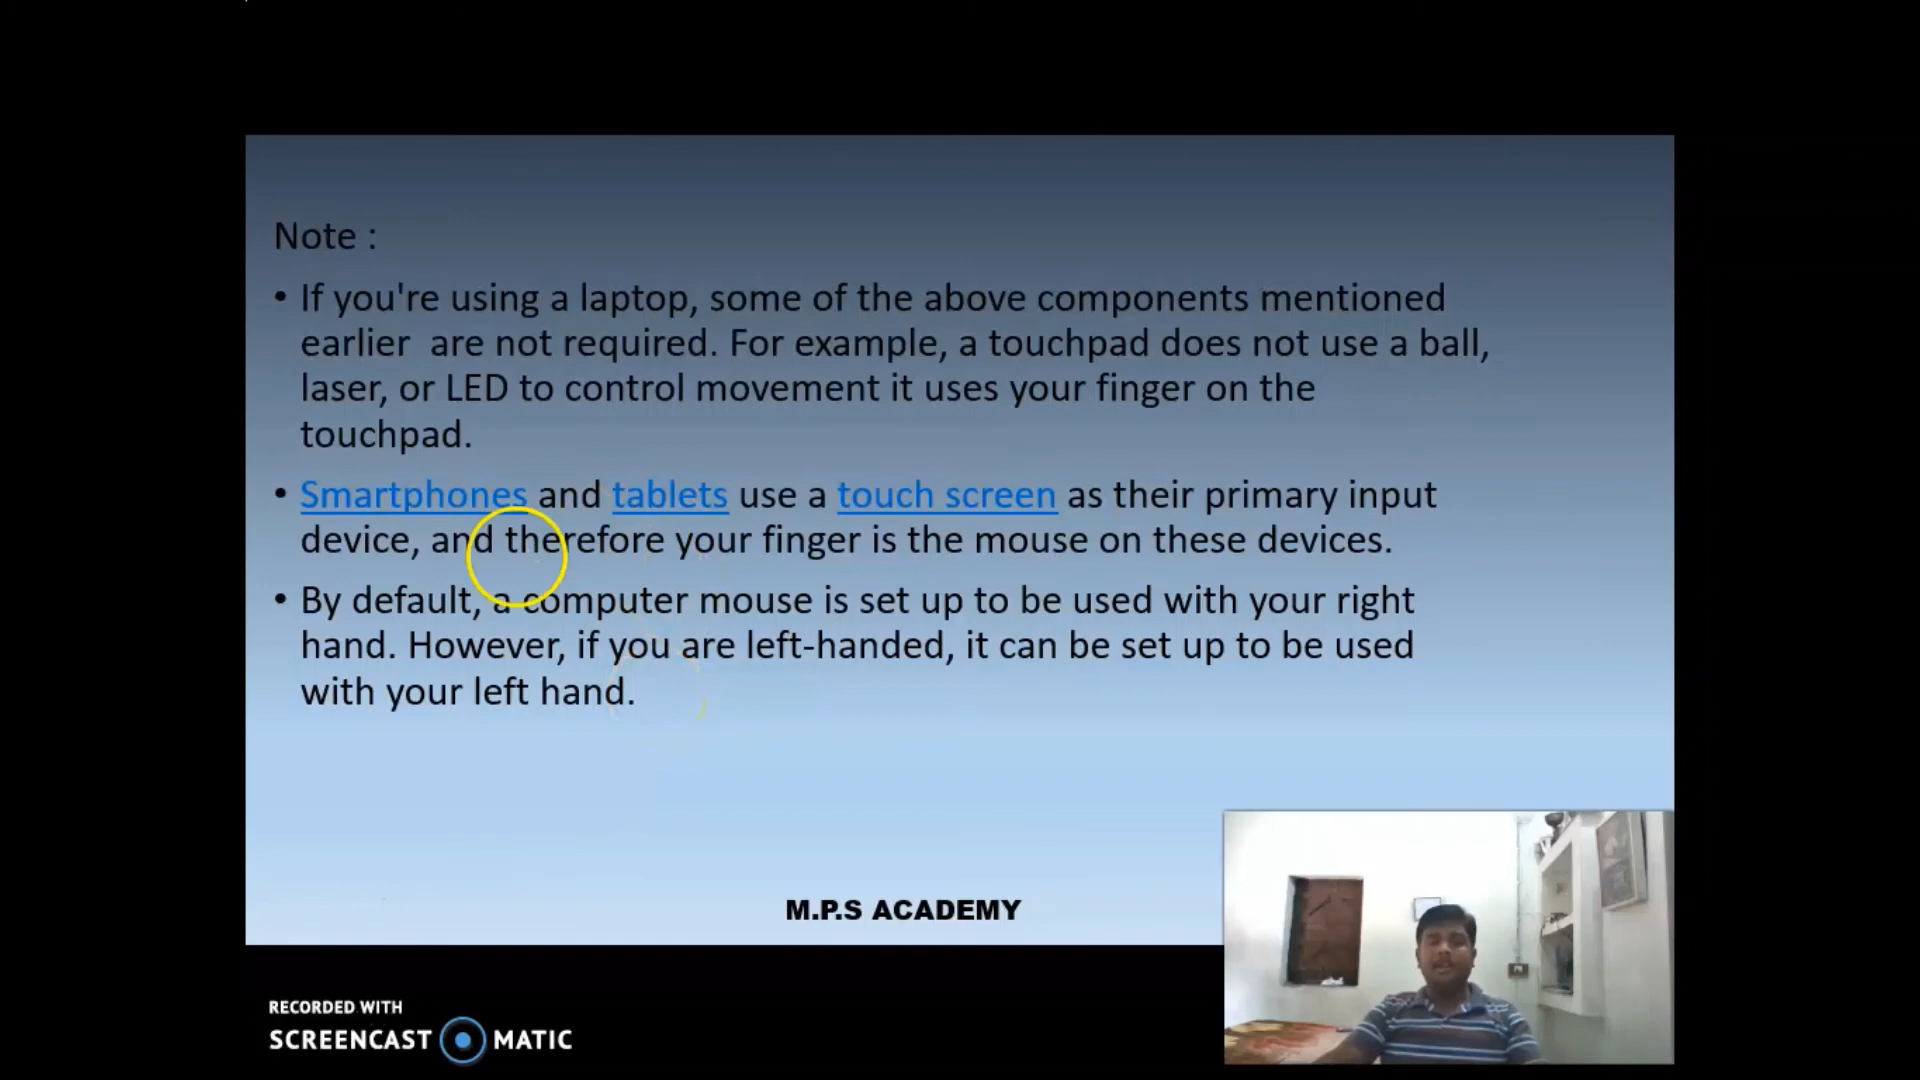 Note :
• If you're using a laptop, some of the above components mentioned
earlier  are not required. For example, a touchpad does not use a ball,
laser, or LED to control movement it uses your finger on the
touchpad.
• Smartphones and tablets use a touch screen as their primary input
device, and therefore your finger is the mouse on these devices.
• By default, a computer mouse is set up to be used with your right
hand. However, if you are left-handed, it can be set up to be used
with your left hand.
M.P.S ACADEMY
RECORDED WITH
SCREENCAST MATIC